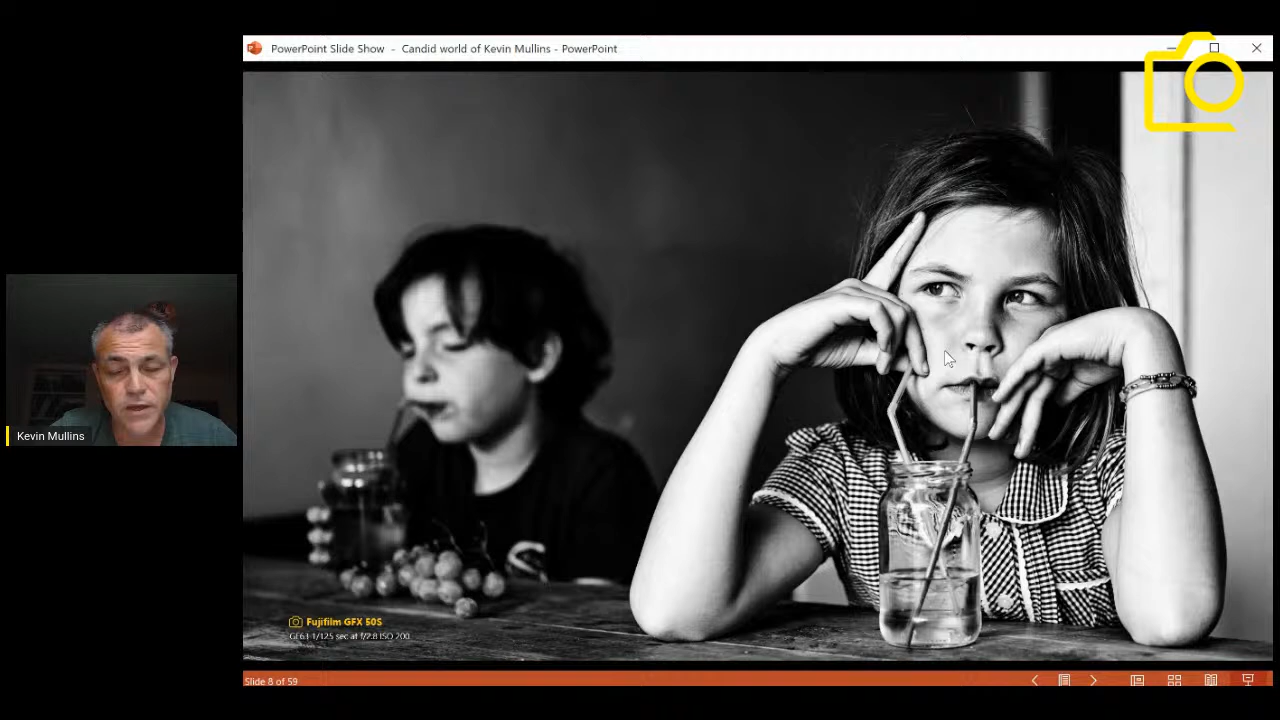 PowerPoint Slide Show - Candid world of Kevin Mullins - PowerPoint
Kevin Mullins
Fujifilm GFX 50S
GF63 1/125 sec at f/2.8 ISO 200
Slide 8 of 59